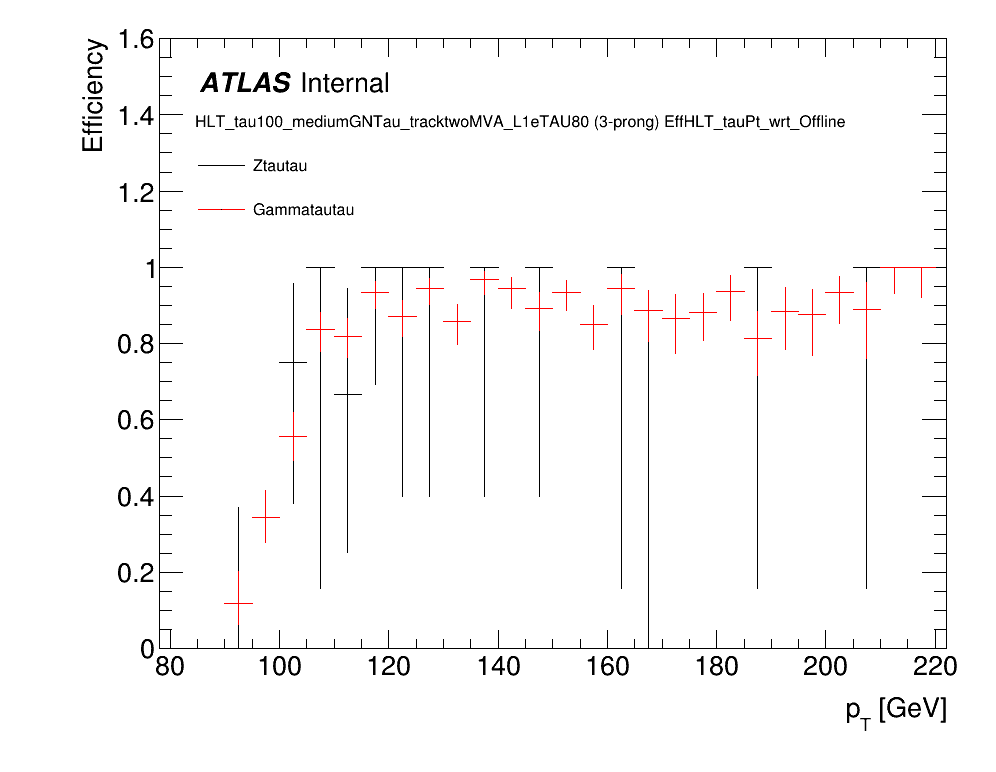 Efficiency
1.6
1.4
1.2
1
0.8
0.6
0.4
0.2
0
ATLAS Internal
HLT_tau100_mediumGNTau_tracktwoMVA_L1eTAU80 (3-prong) EffHLT_tauPt_wrt_Offline
Ztautau
Gammatautau
80 100 120 140 160 180 200 220
p_T [GeV]